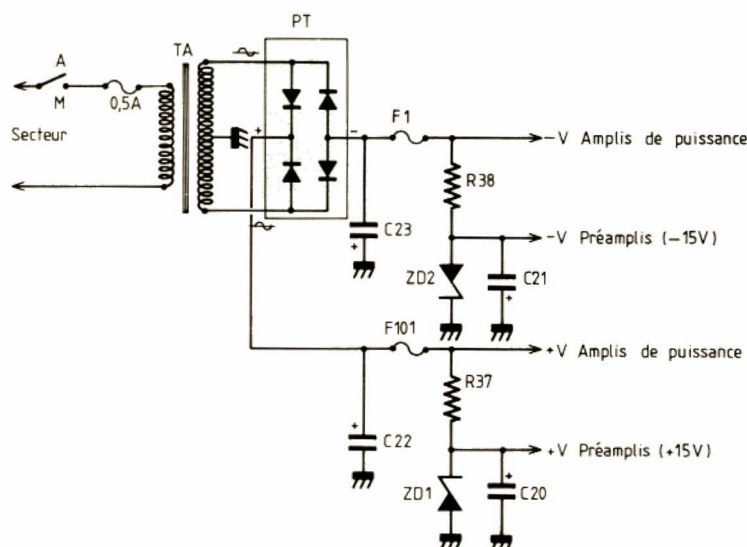 PT
TA
A
M
0,5A
Secteur
+
−
F1
−V Amplis de puissance
R38
C23
+
−V Préamplis (−15V)
ZD2
C21
+
F101
+V Amplis de puissance
R37
+
C22
+V Préamplis (+15V)
ZD1
+
C20